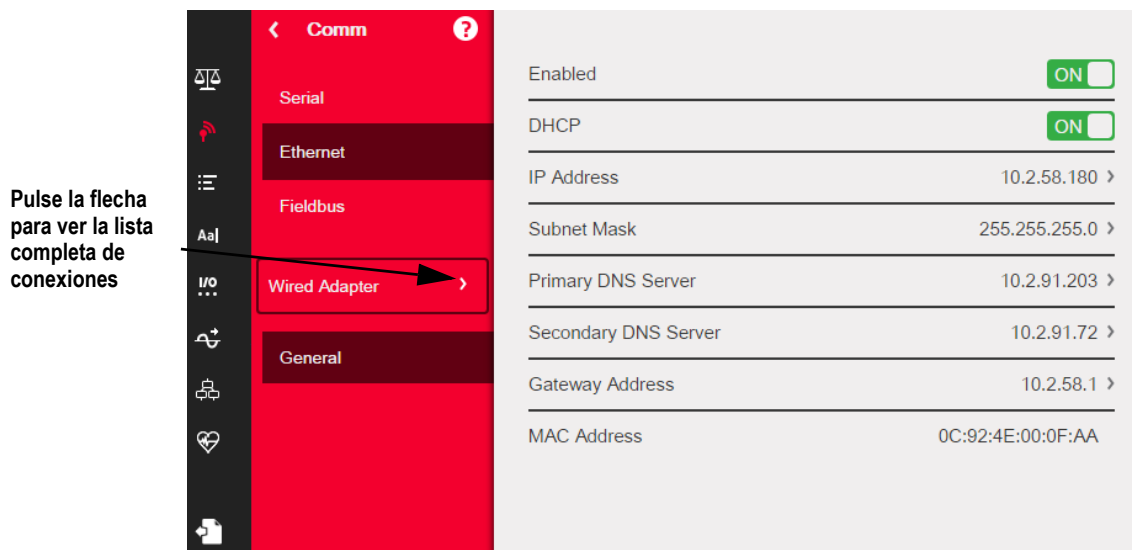 Pulse la flecha
para ver la lista
completa de
conexiones
Aa
I/O
Comm
?
Serial
Ethernet
Fieldbus
Wired Adapter
General
Enabled ON
DHCP ON
IP Address 10.2.58.180
Subnet Mask 255.255.255.0
Primary DNS Server 10.2.91.203
Secondary DNS Server 10.2.91.72
Gateway Address 10.2.58.1
MAC Address 0C:92:4E:00:0F:AA